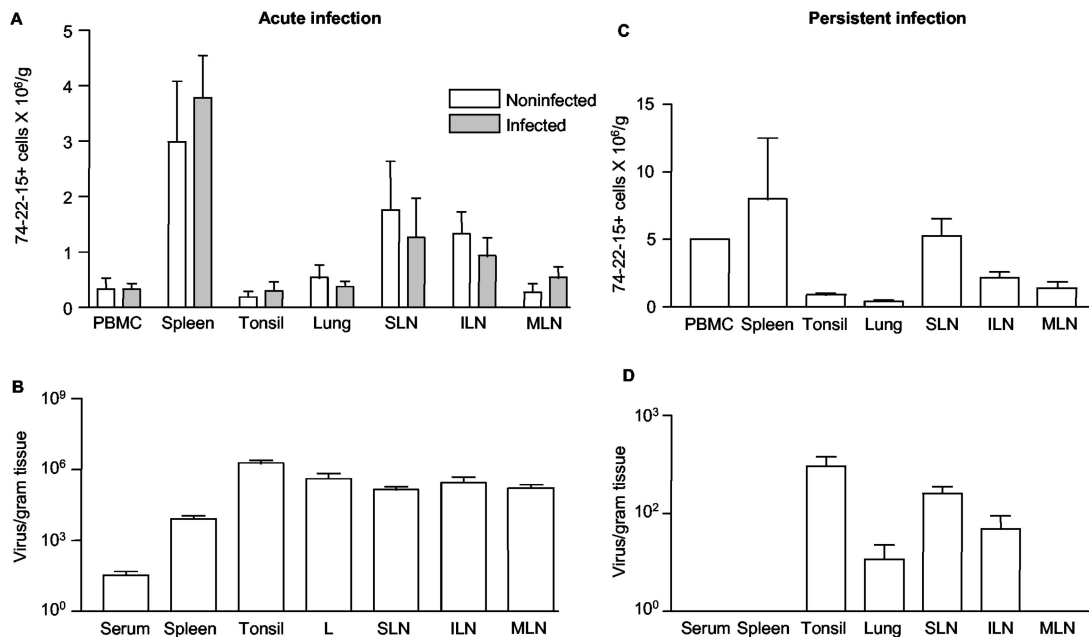 A
Acute infection
74-22-15+ cells X 10⁶/g
5
4
3
2
1
0
Noninfected
Infected
PBMC Spleen Tonsil Lung SLN ILN MLN
C
Persistent infection
74-22-15+ cells X 10⁶/g
15
10
5
0
PBMC Spleen Tonsil Lung SLN ILN MLN
B
Virus/gram tissue
10⁹
10⁶
10³
10⁰
Serum Spleen Tonsil L SLN ILN MLN
D
Virus/gram tissue
10³
10²
10⁰
Serum Spleen Tonsil Lung SLN ILN MLN